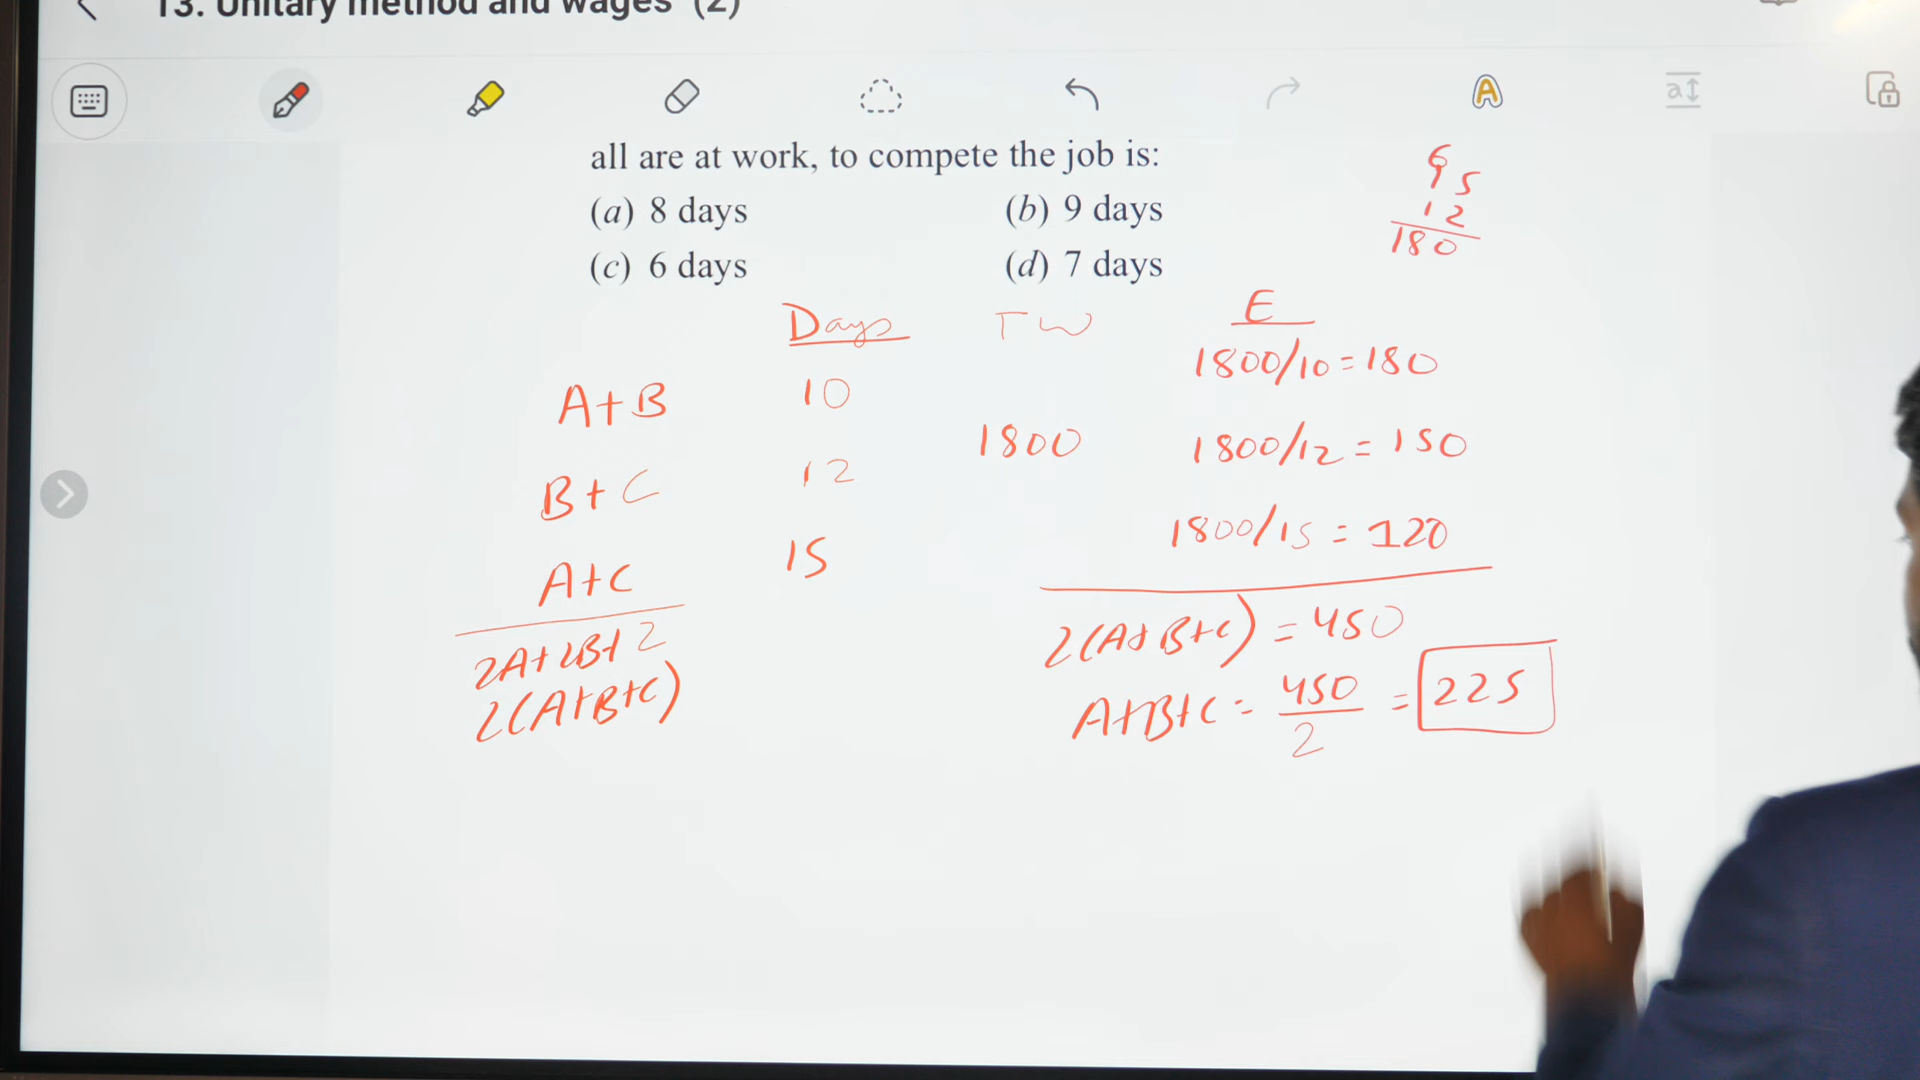 13. Unitary method and wages (2)
all are at work, to compete the job is:
(a) 8 days (b) 9 days
(c) 6 days (d) 7 days
5
12
180
Days TW E
A+B 10 1800/10 = 180
B+C 12 1800 1800/12 = 150
A+C 15 1800/15 = 120
2A+2B+2 2(A+B+C) = 450
2(A+B+C) A+B+C = 450/2 = 225